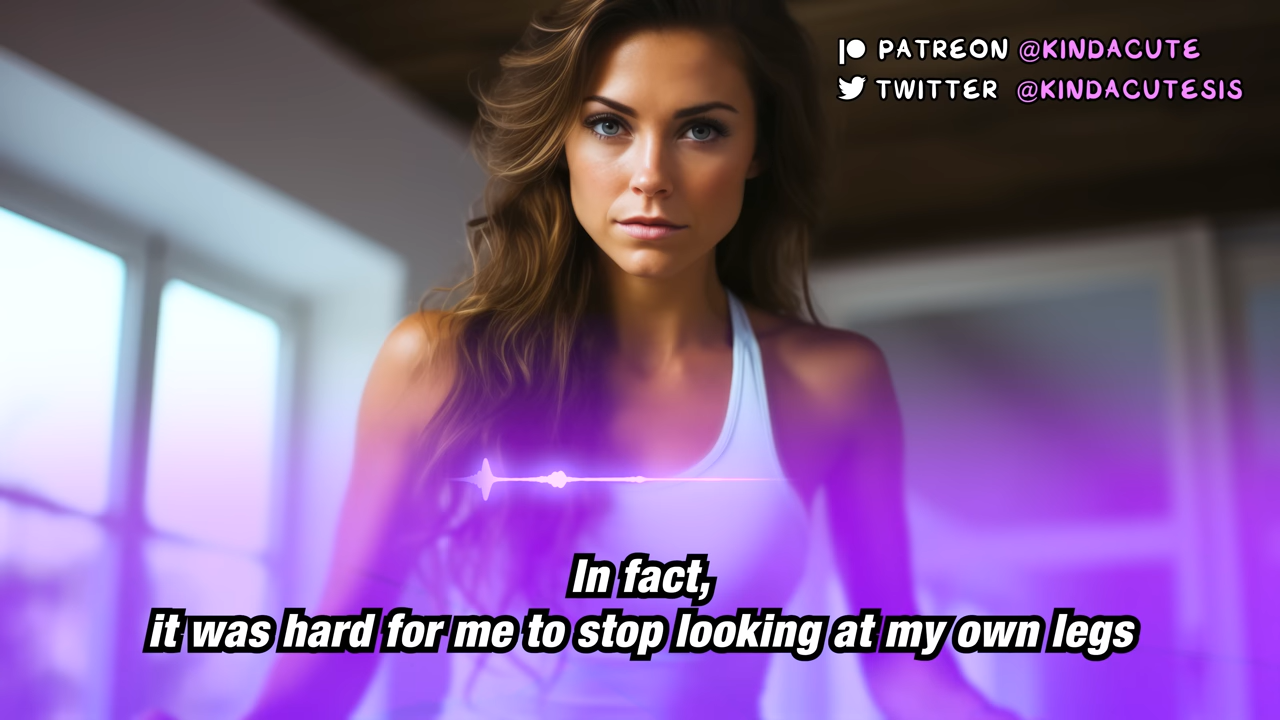 PATREON @KINDACUTE
TWITTER @KINDACUTESIS
In fact,
it was hard for me to stop looking at my own legs